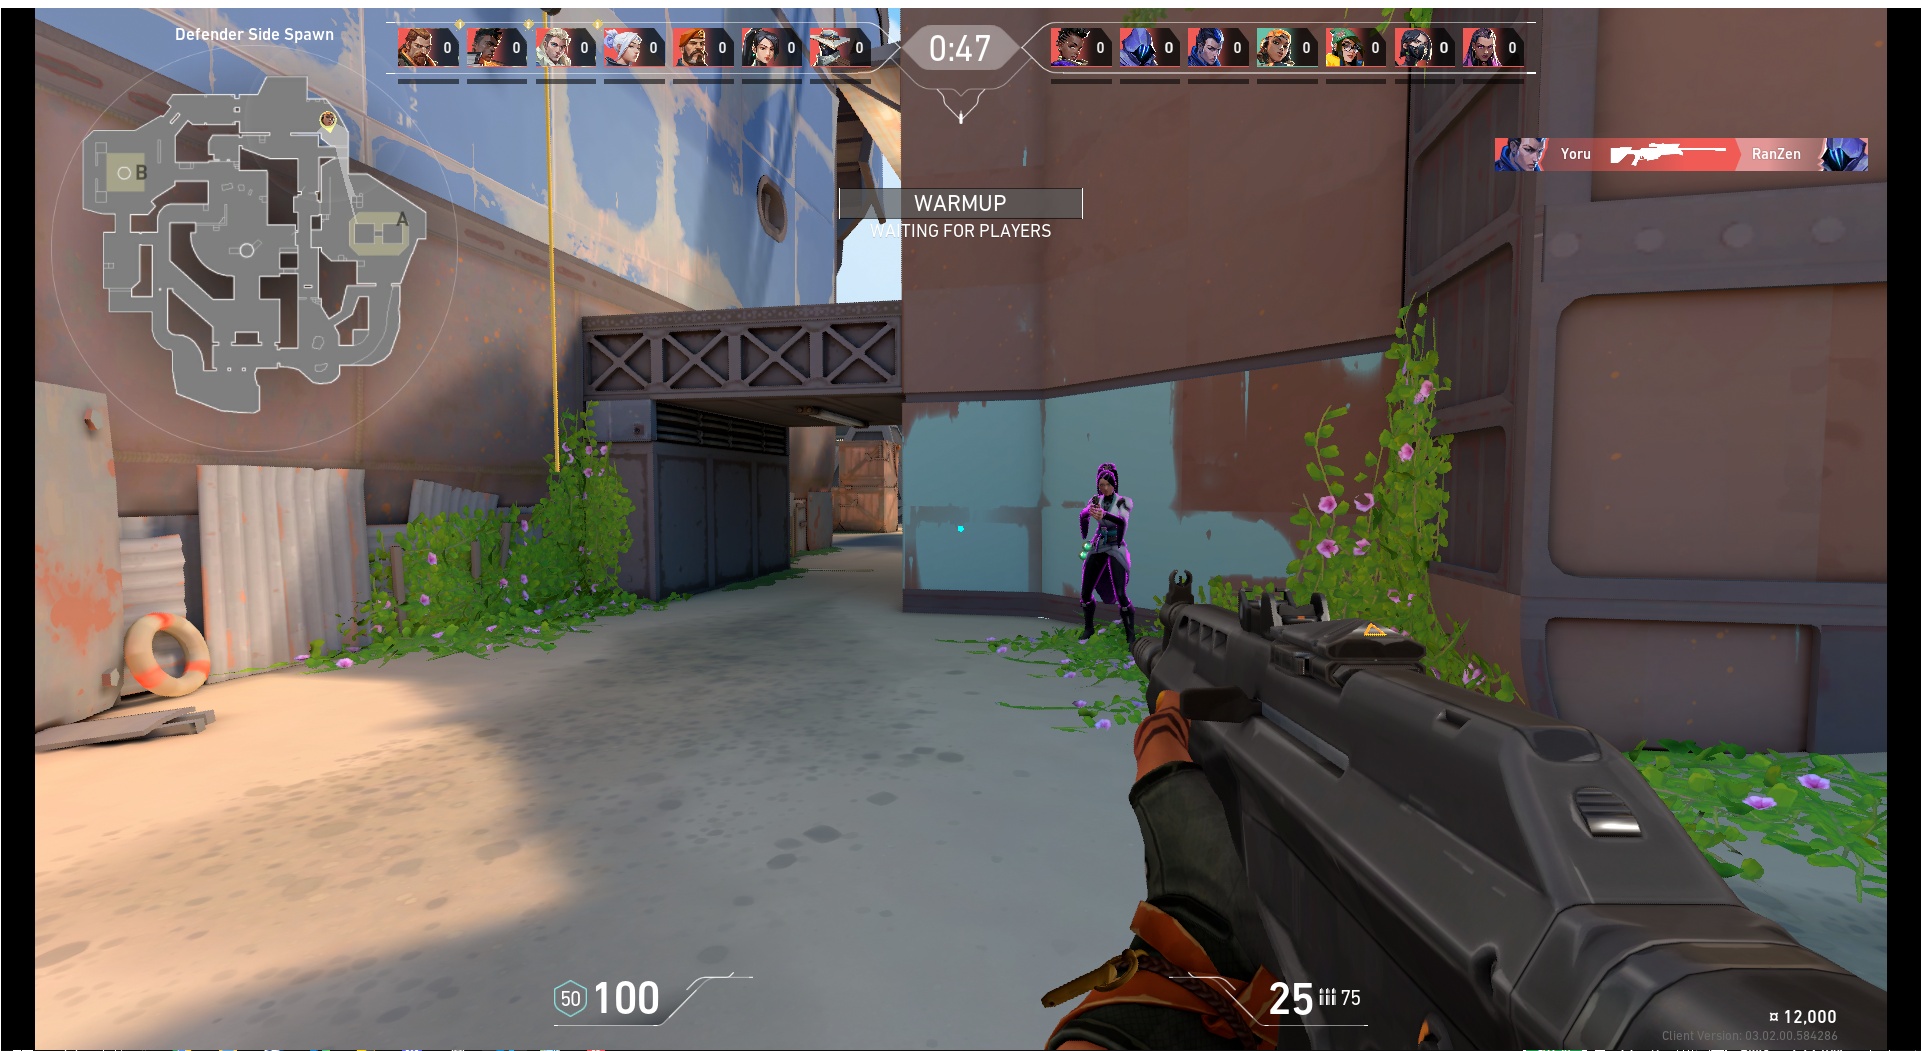 Defender Side Spawn
0 0 0 0 0 0 0
0:47
0 0 0 0 0 0 0
Yoru RanZen
B
A
WARMUP
WAITING FOR PLAYERS
50 100
25 75
¤ 12,000
Client Version: 03.02.00.584286